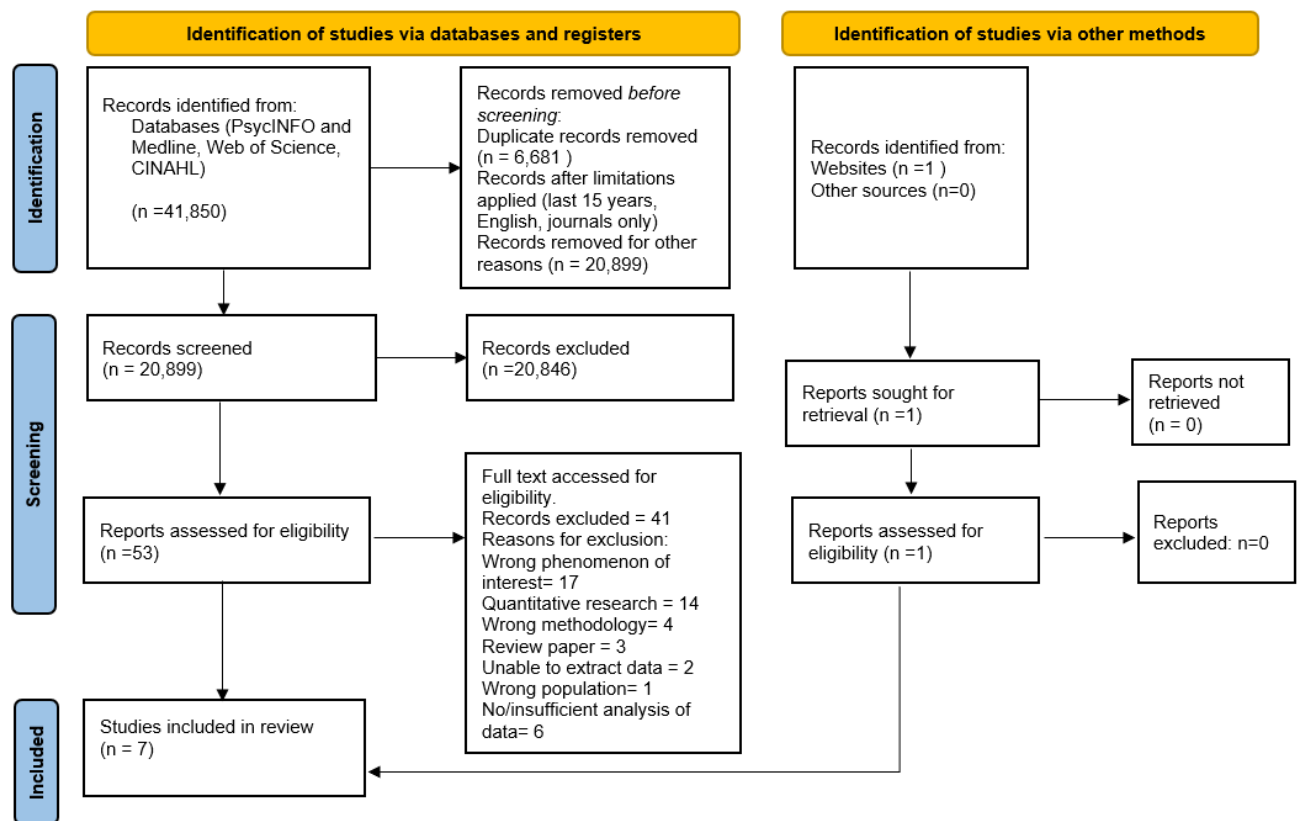 Identification of studies via databases and registers
Identification of studies via other methods
Identification
Records identified from:
Databases (PsycINFO and
Medline, Web of Science,
CINAHL)
(n =41,850)
Records removed before
screening:
Duplicate records removed
(n = 6,681 )
Records after limitations
applied (last 15 years,
English, journals only)
Records removed for other
reasons (n = 20,899)
Records identified from:
Websites (n =1 )
Other sources (n=0)
Screening
Records screened
(n = 20,899)
Records excluded
(n =20,846)
Reports sought for
retrieval (n =1)
Reports not
retrieved
(n = 0)
Reports assessed for eligibility
(n =53)
Full text accessed for
eligibility.
Records excluded = 41
Reasons for exclusion:
Wrong phenomenon of
interest= 17
Quantitative research = 14
Wrong methodology= 4
Review paper = 3
Unable to extract data = 2
Wrong population= 1
No/insufficient analysis of
data= 6
Reports assessed for
eligibility (n =1)
Reports
excluded: n=0
Included
Studies included in review
(n = 7)